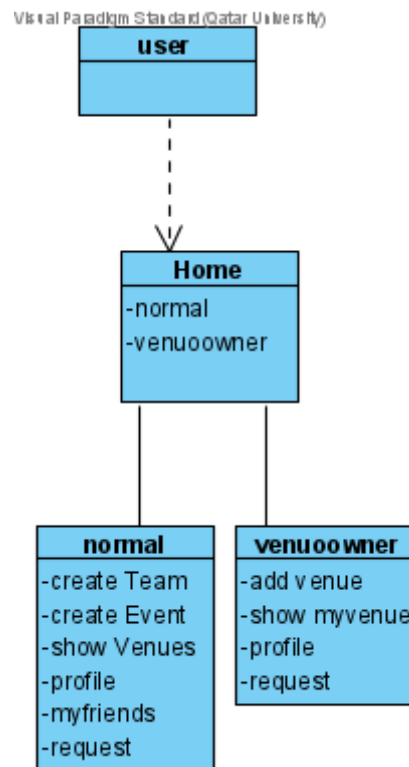 Visual Paradigm Standard(Qatar University)
user
Home
-normal
-venuoowner
normal
-create Team
-create Event
-show Venues
-profile
-myfriends
-request
venuoowner
-add venue
-show myvenue
-profile
-request